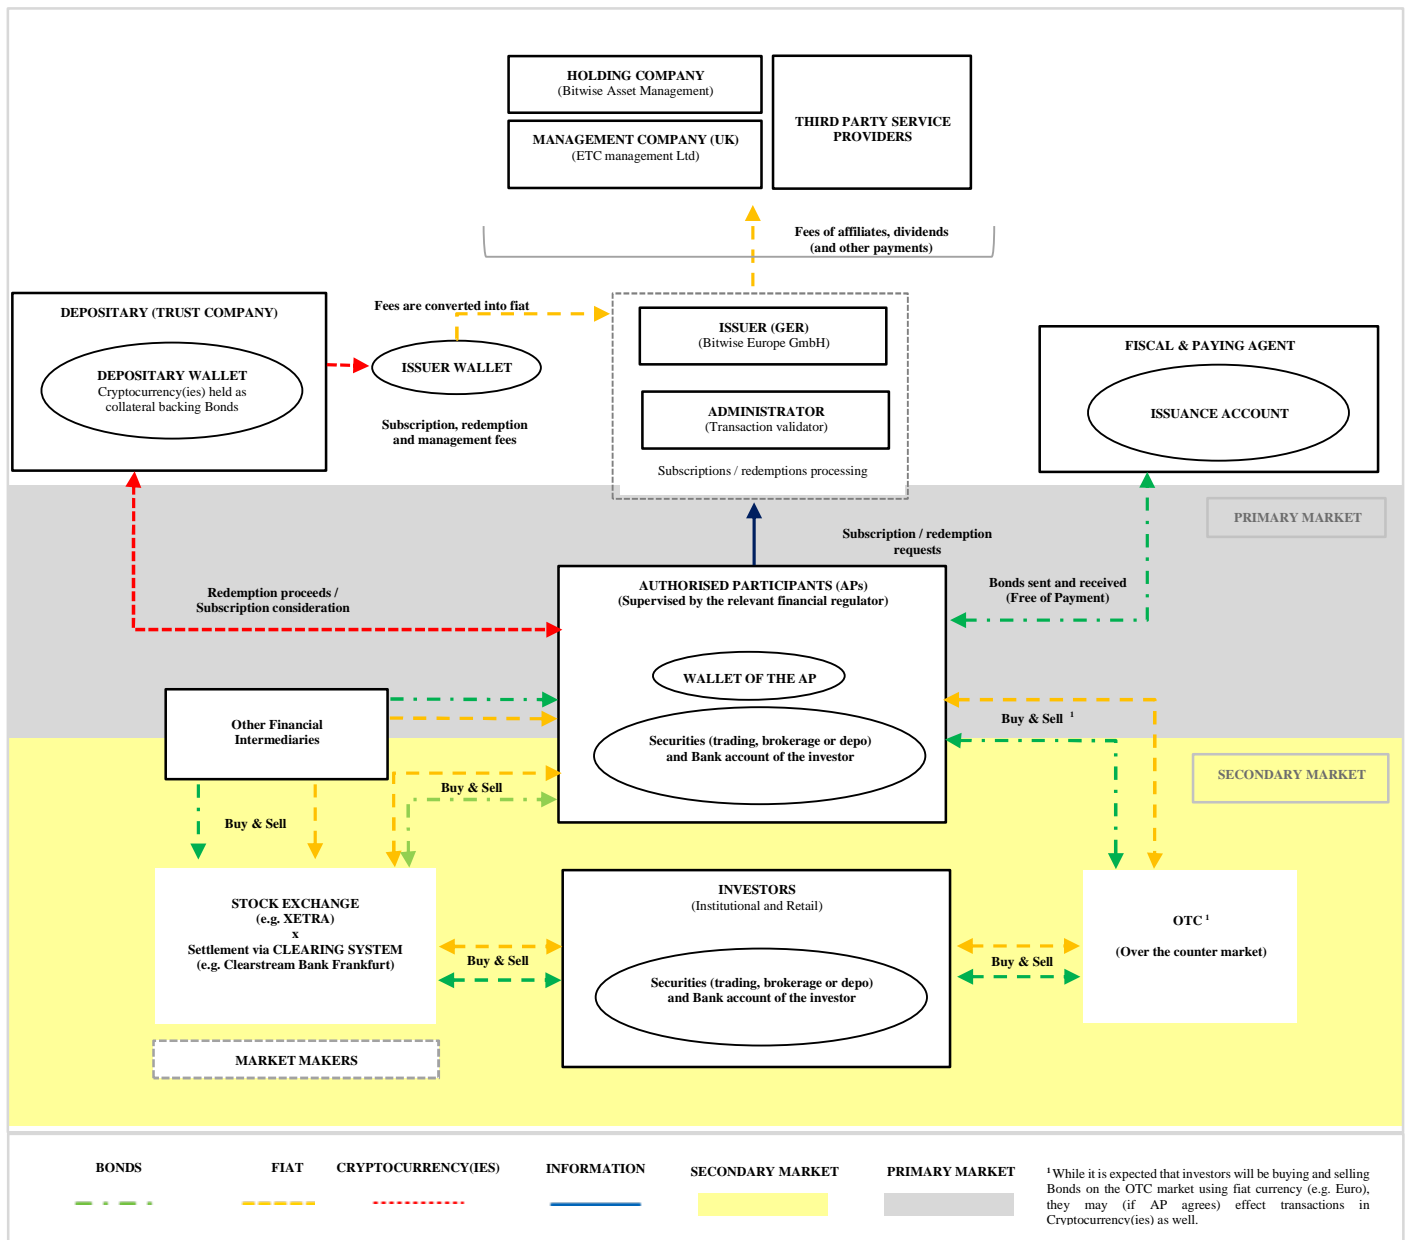 HOLDING COMPANY
(Bitwise Asset Management)
MANAGEMENT COMPANY (UK)
(ETC management Ltd)
THIRD PARTY SERVICE
PROVIDERS
Fees of affiliates, dividends
(and other payments)
DEPOSITARY (TRUST COMPANY)
DEPOSITARY WALLET
Cryptocurrency(ies) held as
collateral backing Bonds
Fees are converted into fiat
ISSUER WALLET
Subscription, redemption
and management fees
ISSUER (GER)
(Bitwise Europe GmbH)
ADMINISTRATOR
(Transaction validator)
Subscriptions / redemptions processing
FISCAL & PAYING AGENT
ISSUANCE ACCOUNT
PRIMARY MARKET
Subscription / redemption
requests
Redemption proceeds /
Subscription consideration
AUTHORISED PARTICIPANTS (APs)
(Supervised by the relevant financial regulator)
WALLET OF THE AP
Securities (trading, brokerage or depo)
and Bank account of the investor
Bonds sent and received
(Free of Payment)
Other Financial
Intermediaries
Buy & Sell ¹
SECONDARY MARKET
Buy & Sell
Buy & Sell
STOCK EXCHANGE
(e.g. XETRA)
x
Settlement via CLEARING SYSTEM
(e.g. Clearstream Bank Frankfurt)
Buy & Sell
INVESTORS
(Institutional and Retail)
Securities (trading, brokerage or depo)
and Bank account of the investor
Buy & Sell
OTC ¹
(Over the counter market)
MARKET MAKERS
BONDS
FIAT
CRYPTOCURRENCY(IES)
INFORMATION
SECONDARY MARKET
PRIMARY MARKET
¹ While it is expected that investors will be buying and selling
Bonds on the OTC market using fiat currency (e.g. Euro),
they may (if AP agrees) effect transactions in
Cryptocurrency(ies) as well.